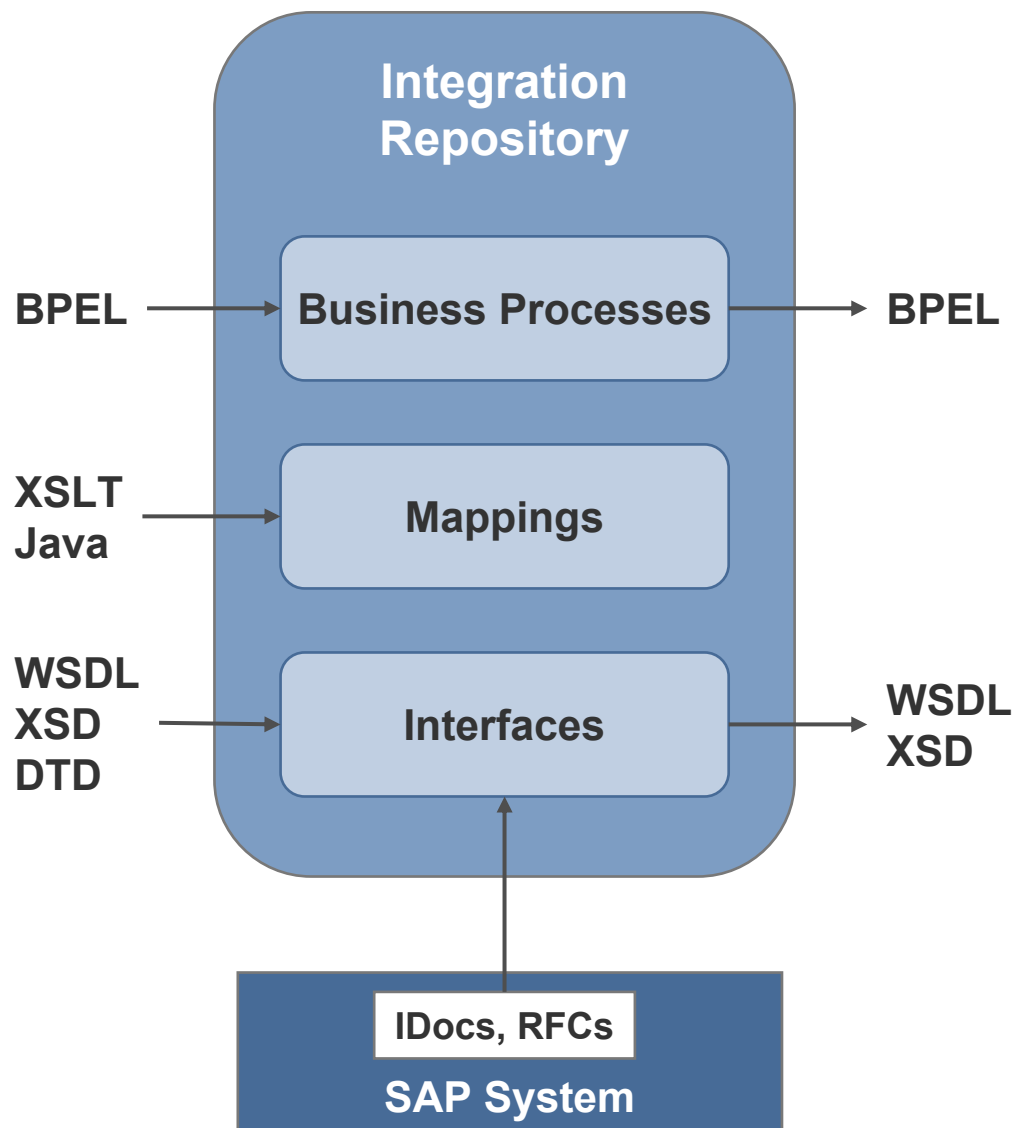 Integration
Repository
BPEL
Business Processes
BPEL
XSLT
Java
Mappings
WSDL
XSD
DTD
Interfaces
WSDL
XSD
IDocs, RFCs
SAP System